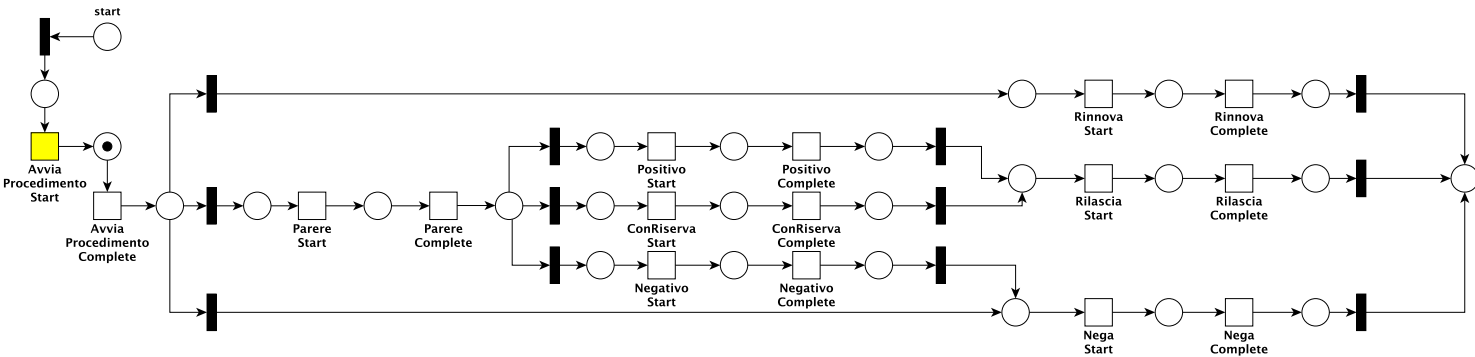 start
Avvia
Procedimento
Start
Avvia
Procedimento
Complete
Parere
Start
Parere
Complete
Positivo
Start
Positivo
Complete
ConRiserva
Start
ConRiserva
Complete
Negativo
Start
Negativo
Complete
Rinnova
Start
Rinnova
Complete
Rilascia
Start
Rilascia
Complete
Nega
Start
Nega
Complete